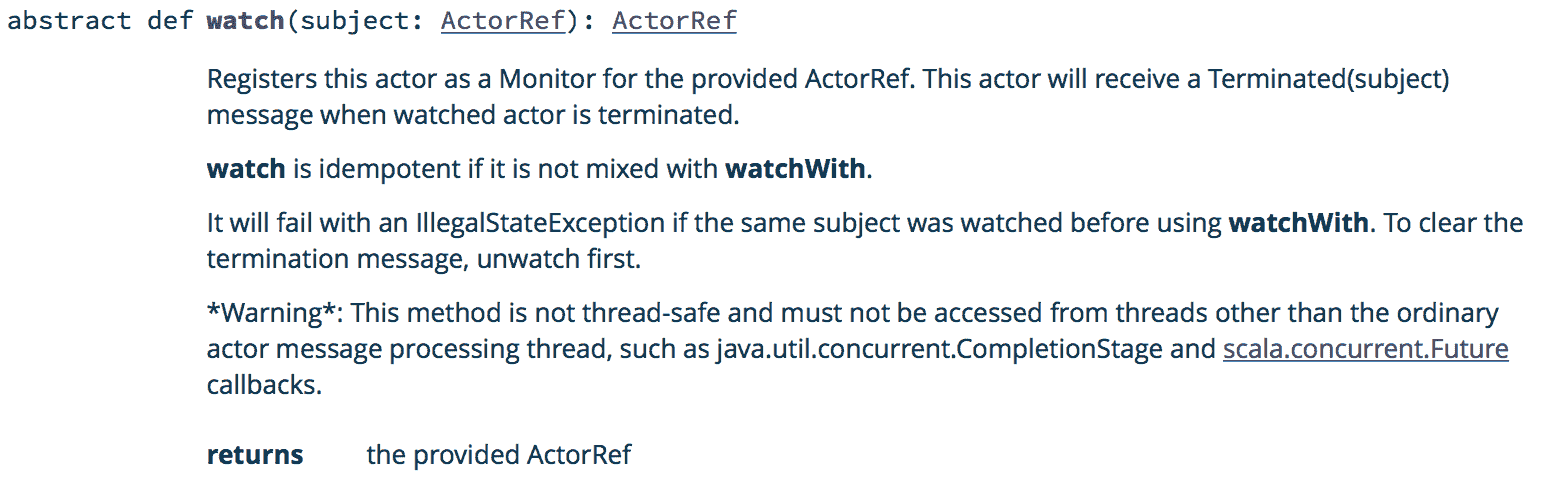 abstract def watch(subject: ActorRef): ActorRef
Registers this actor as a Monitor for the provided ActorRef. This actor will receive a Terminated(subject)
message when watched actor is terminated.
watch is idempotent if it is not mixed with watchWith.
It will fail with an IllegalStateException if the same subject was watched before using watchWith. To clear the
termination message, unwatch first.
*Warning*: This method is not thread-safe and must not be accessed from threads other than the ordinary
actor message processing thread, such as java.util.concurrent.CompletionStage and scala.concurrent.Future
callbacks.
returns the provided ActorRef